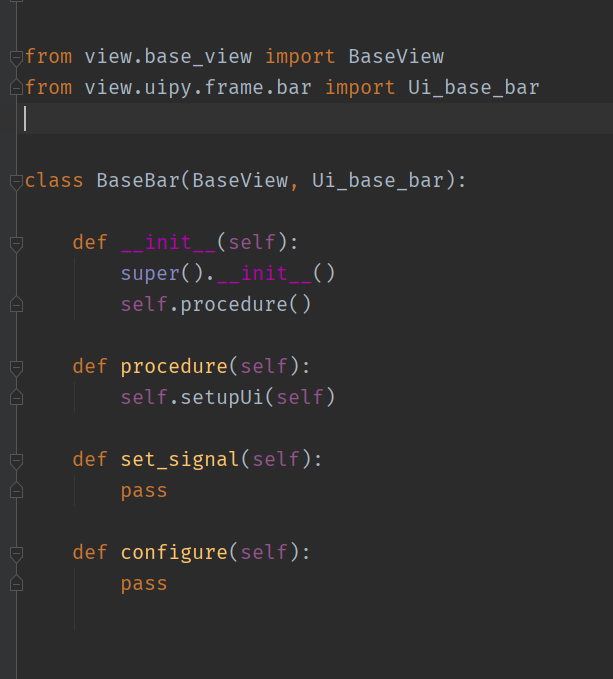 from view.base_view import BaseView
from view.uipy.frame.bar import Ui_base_bar
class BaseBar(BaseView, Ui_base_bar):
def __init__(self):
super().__init__()
self.procedure()
def procedure(self):
self.setupUi(self)
def set_signal(self):
pass
def configure(self):
pass